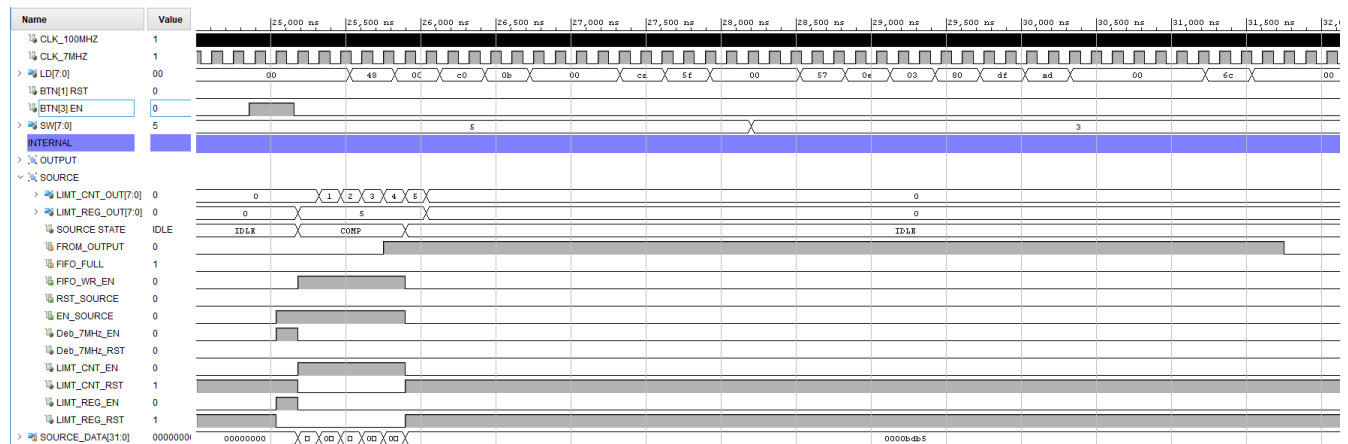 Name Value 25,000 ns 25,500 ns 26,000 ns 26,500 ns 27,000 ns 27,500 ns 28,000 ns 28,500 ns 29,000 ns 29,500 ns 30,000 ns 30,500 ns 31,000 ns 31,500 ns 32,
CLK_100MHZ 1
CLK_7MHZ 1
LD[7:0] 00 00 48 00 c0 0b 00 ca 5f 00 57 0e 03 80 df ad 00 6c 00
BTN[1] RST 0
BTN[3] EN 0
SW[7:0] 5 5 3
INTERNAL
OUTPUT
SOURCE
LIMT_CNT_OUT[7:0] 0 0 1 2 3 4 5 0
LIMT_REG_OUT[7:0] 0 0 5 0
SOURCE STATE IDLE IDLE COMP IDLE
FROM_OUTPUT 0
FIFO_FULL 1
FIFO_WR_EN 0
RST_SOURCE 0
EN_SOURCE 0
Deb_7MHz_EN 0
Deb_7MHz_RST 0
LIMT_CNT_EN 0
LIMT_CNT_RST 1
LIMT_REG_EN 0
LIMT_REG_RST 1
SOURCE_DATA[31:0] 0000000 00000000 0000bdb5